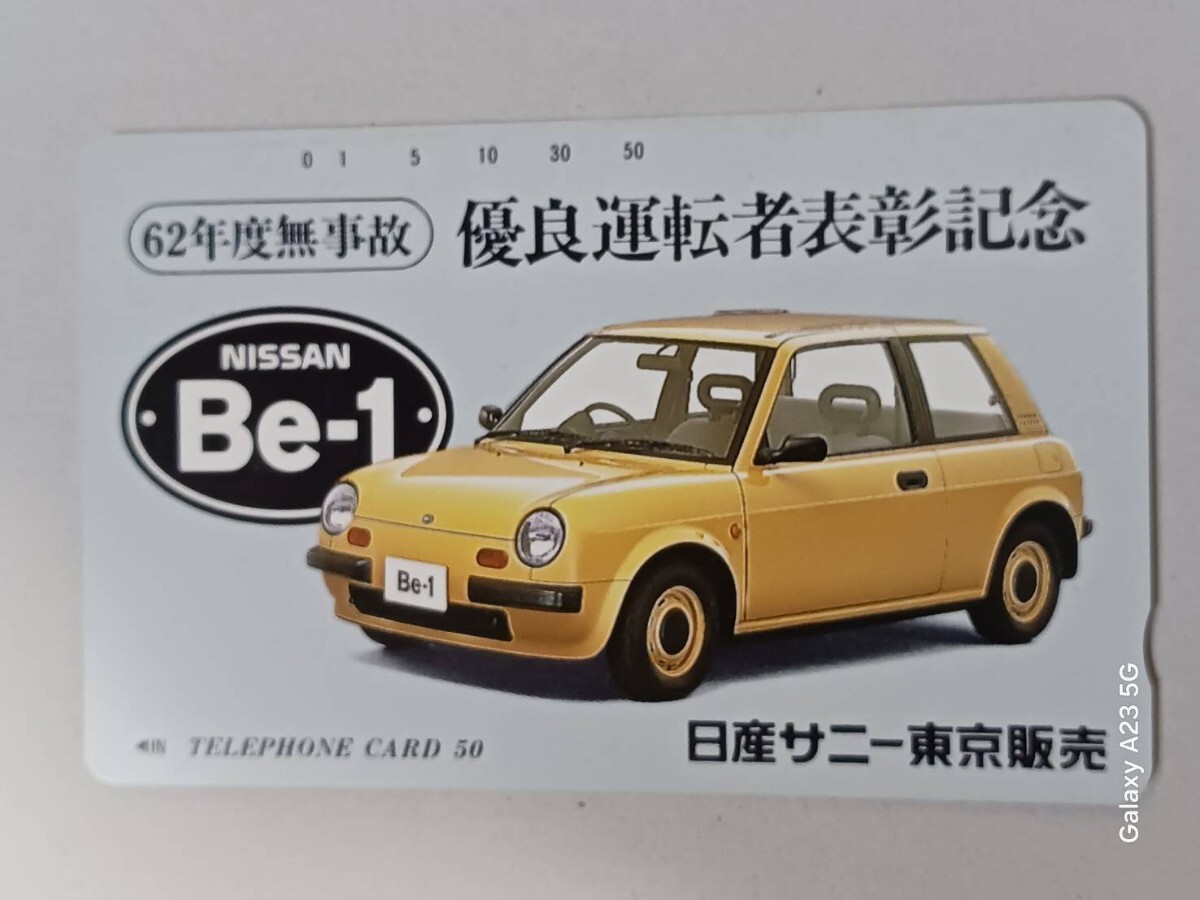 0 1 5 10 30 50
62年度無事故 優良運転者表彰記念
NISSAN
Be-1
Be-1
◀IN TELEPHONE CARD 50
日産サニー東京販売
Galaxy A23 5G